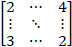 [2 ⋯ 4]
[⋮ ⋱ ⋮]
[3 ⋯ 2]